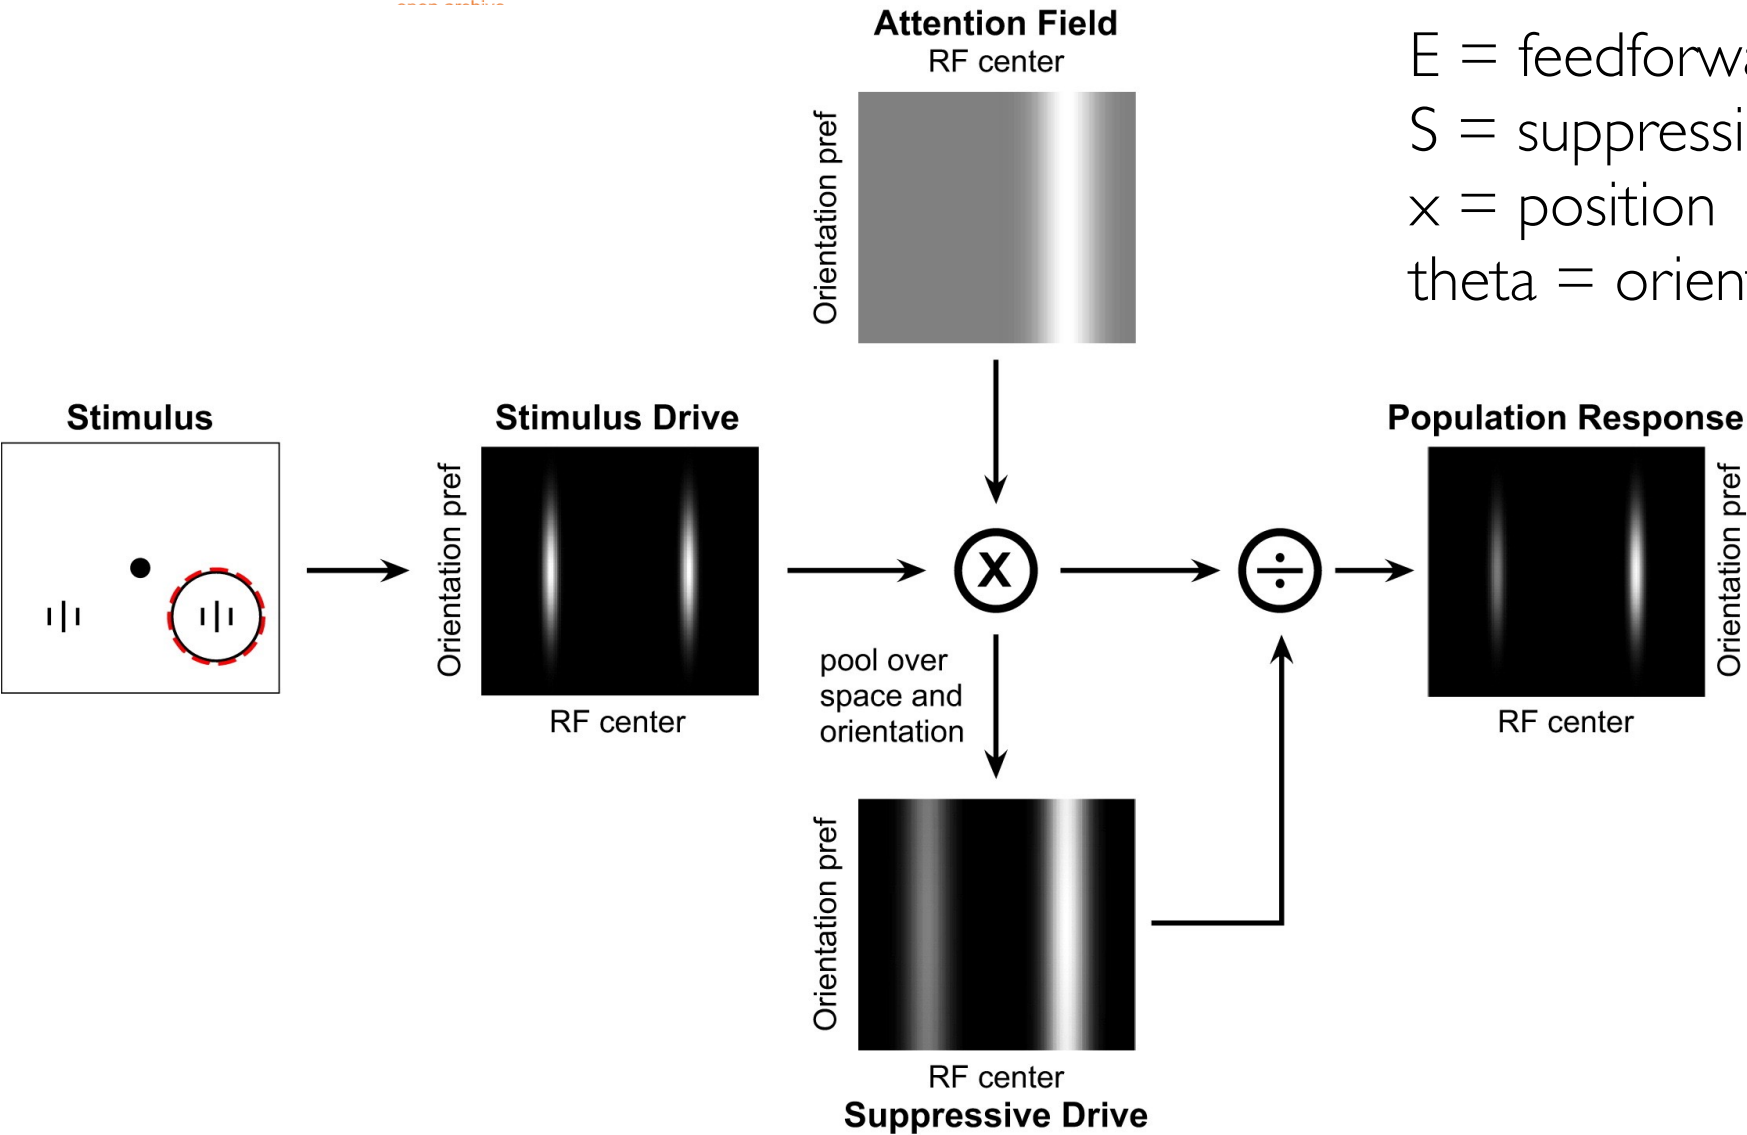 Attention Field
RF center
Orientation pref
E =
S =
x = position
theta =
Stimulus
Stimulus Drive
Orientation pref
RF center
X
÷
pool over
space and
orientation
Population Response
Orientation pref
RF center
Orientation pref
RF center
Suppressive Drive